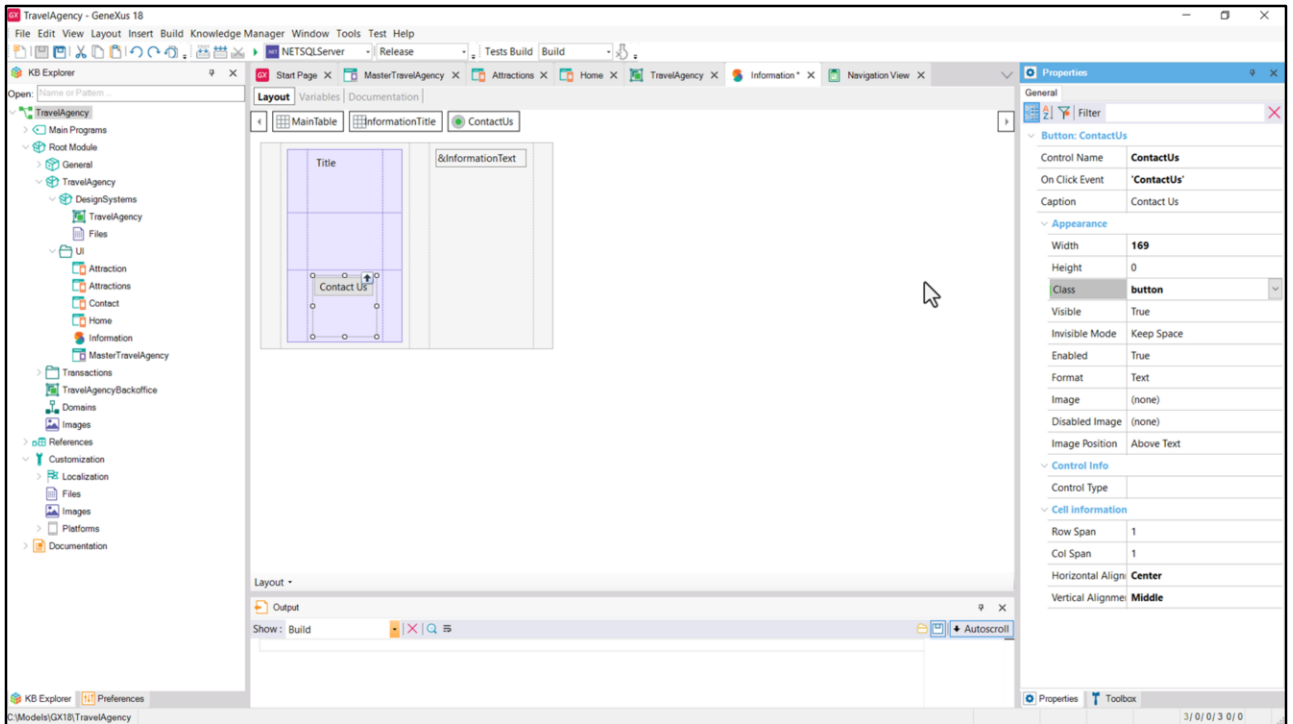 TravelAgency - GeneXus 18
File Edit View Layout Insert Build Knowledge Manager Window Tools Test Help
NETSQLServer Release Tests Build Build
KB Explorer
Open: Name or Pattern ...
TravelAgency
Main Programs
Root Module
General
TravelAgency
DesignSystems
TravelAgency
Files
UI
Attraction
Attractions
Contact
Home
Information
MasterTravelAgency
Transactions
TravelAgencyBackoffice
Domains
Images
References
Customization
Localization
Files
Images
Platforms
Documentation
KB Explorer Preferences
Start Page MasterTravelAgency Attractions Home TravelAgency Information * Navigation View
Layout Variables Documentation
MainTable InformationTitle ContactUs
Title &InformationText
Contact Us
Layout
Output
Show: Build Autoscroll
Properties
General
Filter
Button: ContactUs
Control Name ContactUs
On Click Event 'ContactUs'
Caption Contact Us
Appearance
Width 169
Height 0
Class button
Visible True
Invisible Mode Keep Space
Enabled True
Format Text
Image (none)
Disabled Image (none)
Image Position Above Text
Control Info
Control Type
Cell information
Row Span 1
Col Span 1
Horizontal Align Center
Vertical Alignme Middle
Properties Toolbox
C:\Models\GX18\TravelAgency 3/0/0/3 0/0